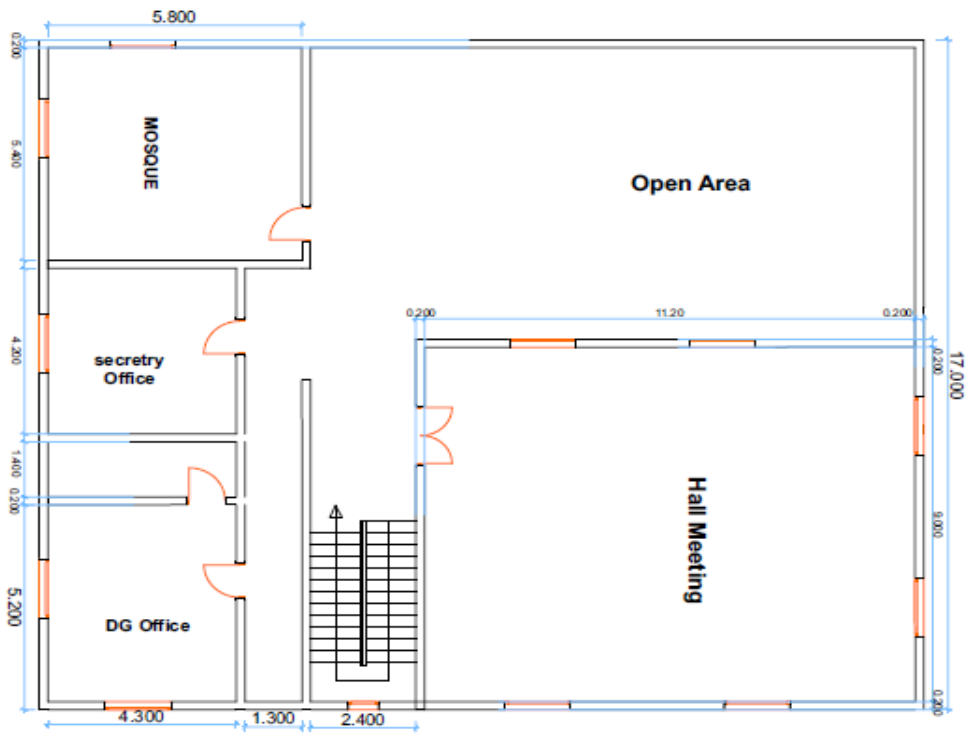 5.800
0.200
5.400
MOSQUE
Open Area
0.200
11.20
0.200
4.200
secretry
Office
0.200
17.000
1.400
0.200
Hall Meeting
9.000
5.200
DG Office
0.200
4.300
1.300
2.400